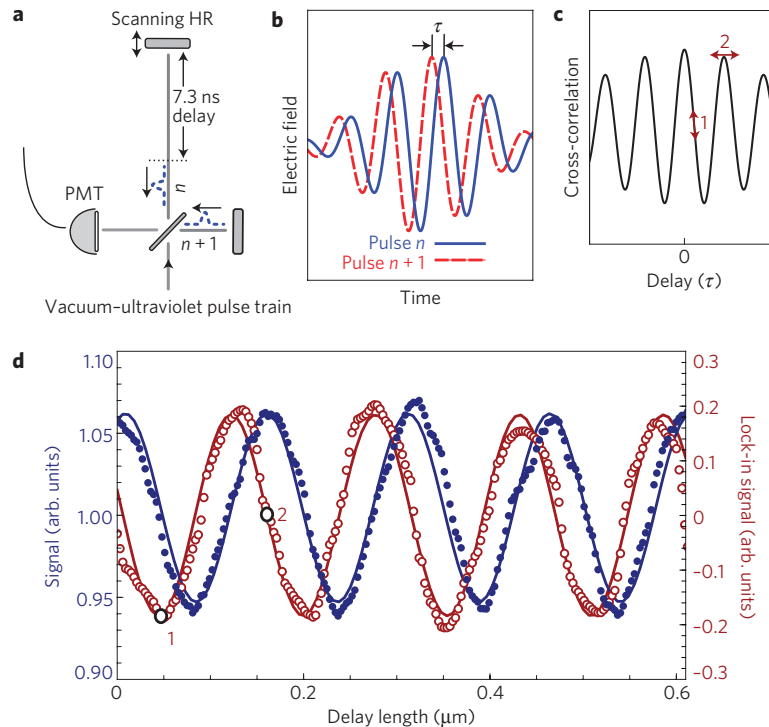 a
Scanning HR
7.3 ns
delay
PMT
n
n + 1
Vacuum–ultraviolet pulse train
b
τ
Electric field
Pulse n
Pulse n + 1
Time
c
2
1
Cross-correlation
0
Delay (τ)
d
1.10
1.05
1.00
0.95
0.90
Signal (arb. units)
0.3
0.2
0.1
0
−0.1
−0.2
−0.3
Lock-in signal
(arb. units)
2
1
0
0.2
0.4
0.6
Delay length (μm)